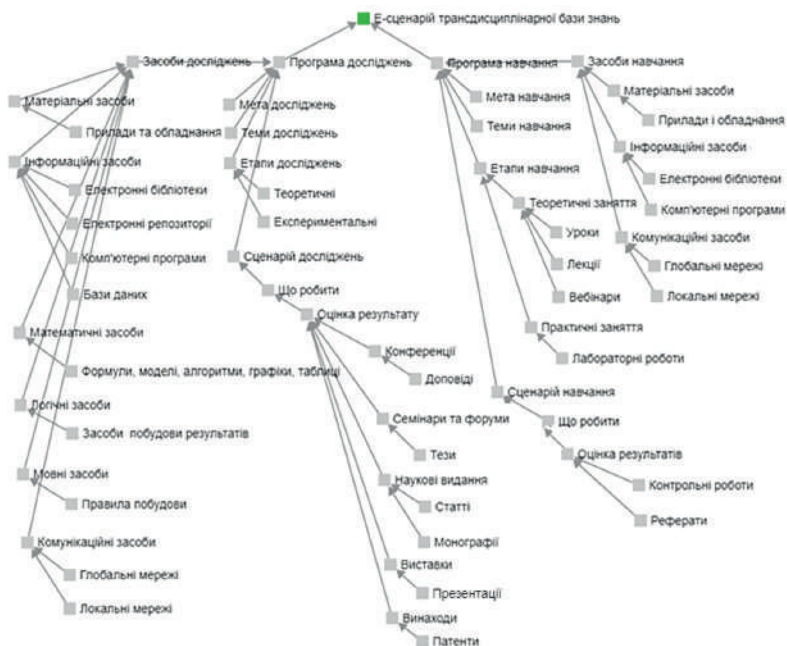 Е-сценарій трансдисциплінарної бази знань
Засоби досліджень
Матеріальні засоби
Прилади та обладнання
Інформаційні засоби
Електронні бібліотеки
Електронні репозиторії
Комп'ютерні програми
Бази даних
Математичні засоби
Формули, моделі, алгоритми, графіки, таблиці
Логічні засоби
Засоби побудови результатів
Мовні засоби
Правила побудови
Комунікаційні засоби
Глобальні мережі
Локальні мережі
Програма досліджень
Мета досліджень
Теми досліджень
Етапи досліджень
Теоретичні
Експериментальні
Сценарій досліджень
Що робити
Оцінка результату
Конференції
Доповіді
Семінари та форуми
Тези
Наукові видання
Статті
Монографії
Виставки
Презентації
Винаходи
Патенти
Програма навчання
Мета навчання
Теми навчання
Етапи навчання
Теоретичні заняття
Уроки
Лекції
Вебінари
Практичні заняття
Лабораторні роботи
Сценарій навчання
Що робити
Оцінка результатів
Контрольні роботи
Реферати
Засоби навчання
Матеріальні засоби
Прилади і обладнання
Інформаційні засоби
Електронні бібліотеки
Комп'ютерні програми
Комунікаційні засоби
Глобальні мережі
Локальні мережі